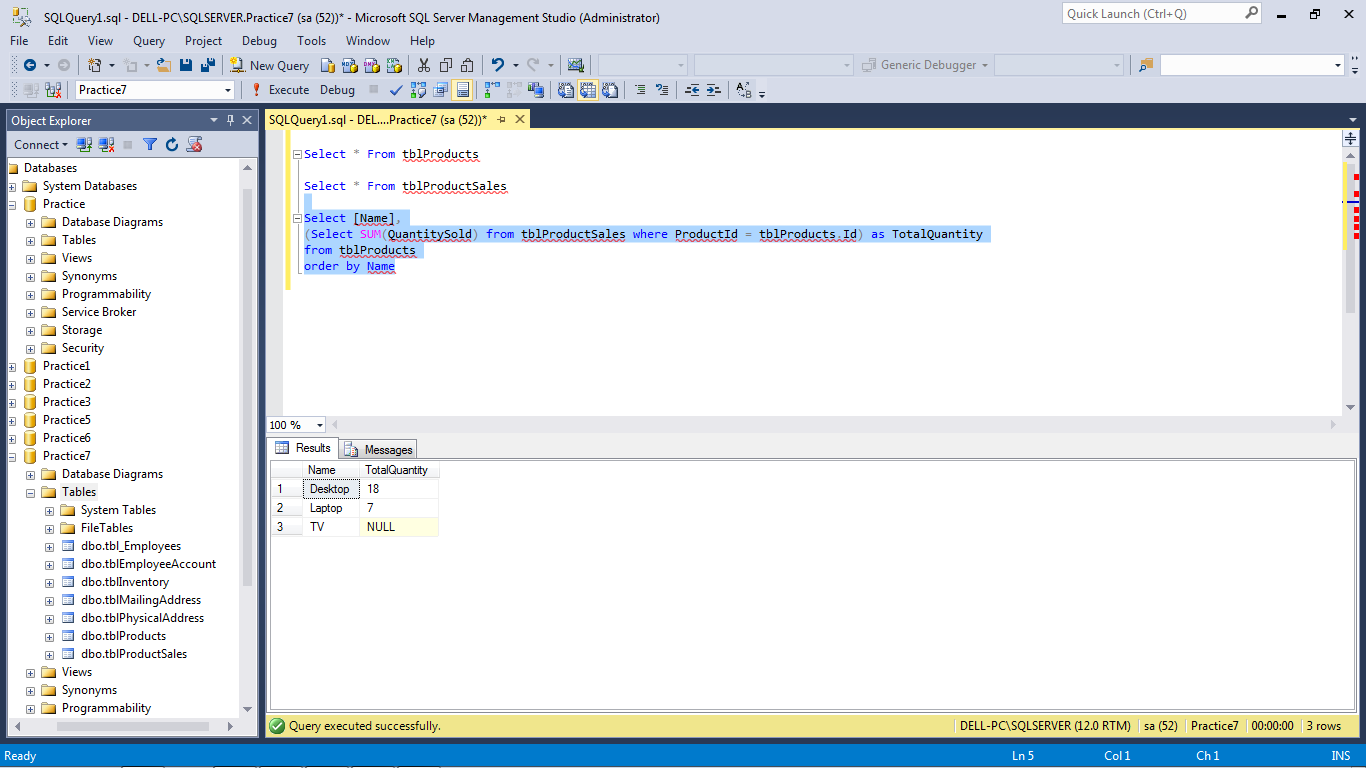 SQLQuery1.sql - DELL-PC\SQLSERVER.Practice7 (sa (52))* - Microsoft SQL Server Management Studio (Administrator)
Quick Launch (Ctrl+Q)
File Edit View Query Project Debug Tools Window Help
New Query
Generic Debugger
Practice7
Execute Debug
Object Explorer
Connect
Databases
System Databases
Practice
Database Diagrams
Tables
Views
Synonyms
Programmability
Service Broker
Storage
Security
Practice1
Practice2
Practice3
Practice5
Practice6
Practice7
Database Diagrams
Tables
System Tables
FileTables
dbo.tbl_Employees
dbo.tblEmployeeAccount
dbo.tblInventory
dbo.tblMailingAddress
dbo.tblPhysicalAddress
dbo.tblProducts
dbo.tblProductSales
Views
Synonyms
Programmability
SQLQuery1.sql - DEL....Practice7 (sa (52))*
Select * From tblProducts
Select * From tblProductSales
Select [Name],
(Select SUM(QuantitySold) from tblProductSales where ProductId = tblProducts.Id) as TotalQuantity
from tblProducts
order by Name
100 %
Results Messages
Name TotalQuantity
1 Desktop 18
2 Laptop 7
3 TV NULL
Query executed successfully.
DELL-PC\SQLSERVER (12.0 RTM) sa (52) Practice7 00:00:00 3 rows
Ready Ln 5 Col 1 Ch 1 INS